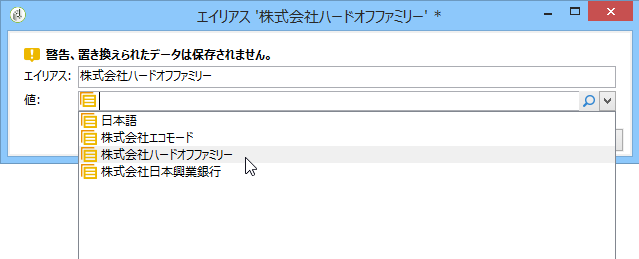 エイリアス '株式会社ハードオフファミリー' *
警告、置き換えられたデータは保存されません。
エイリアス: 株式会社ハードオフファミリー
値:
日本語
株式会社エコモード
株式会社ハードオフファミリー
株式会社日本興業銀行